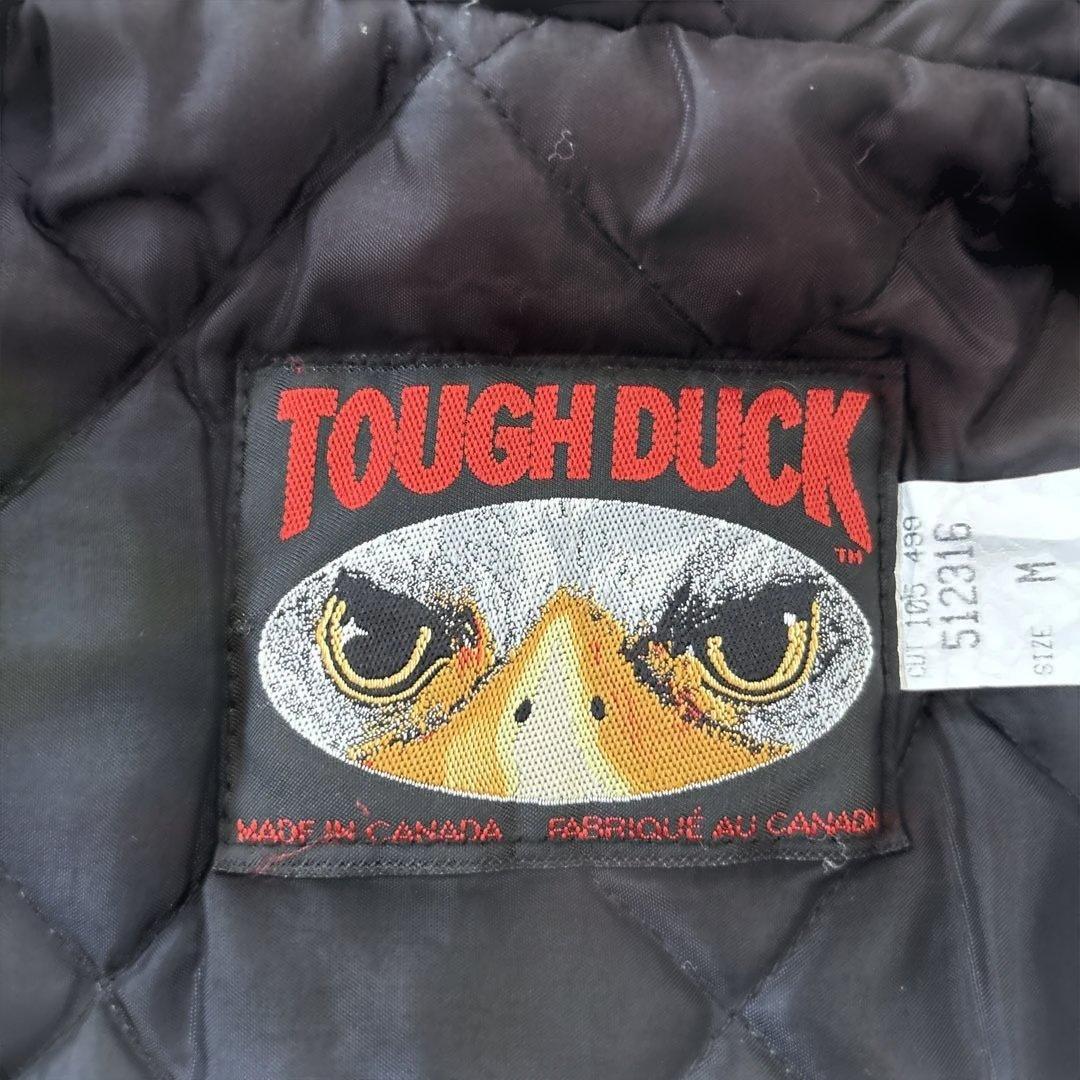 TOUGH DUCK
TM
MADE IN CANADA FABRIQUÉ AU CANADA
CUT 105 499
512316
SIZE M